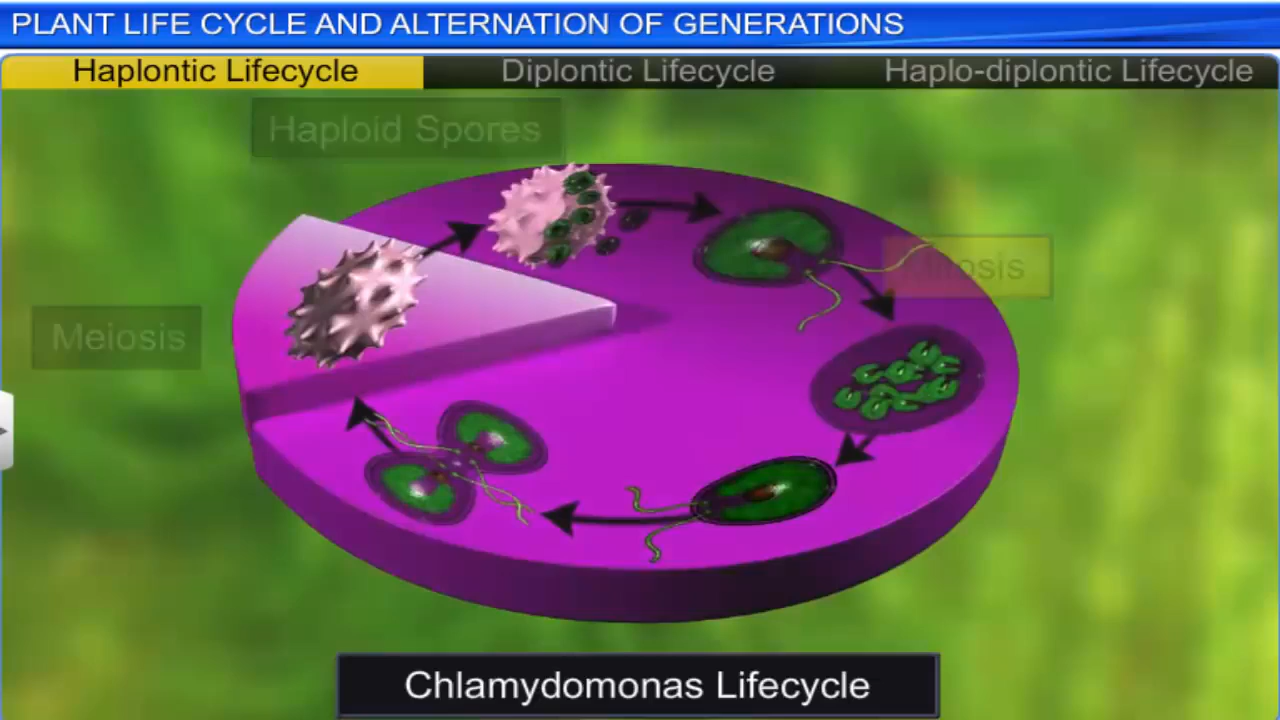 PLANT LIFE CYCLE AND ALTERNATION OF GENERATIONS
Haplontic Lifecycle
Diplontic Lifecycle
Haplo-diplontic Lifecycle
Haploid Spores
Meiosis
Chlamydomonas Lifecycle